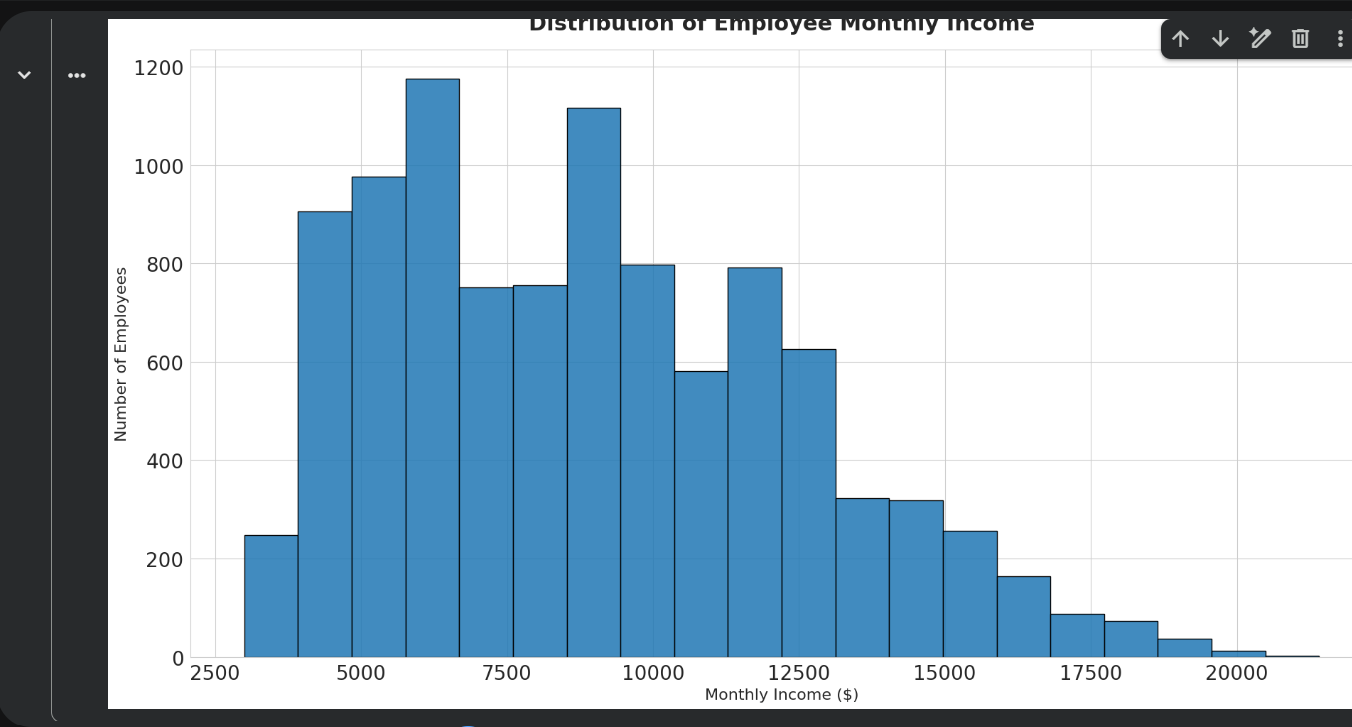 Distribution of Employee Monthly Income
1200
1000
800
600
400
200
0
Number of Employees
2500 5000 7500 10000 12500 15000 17500 20000
Monthly Income ($)